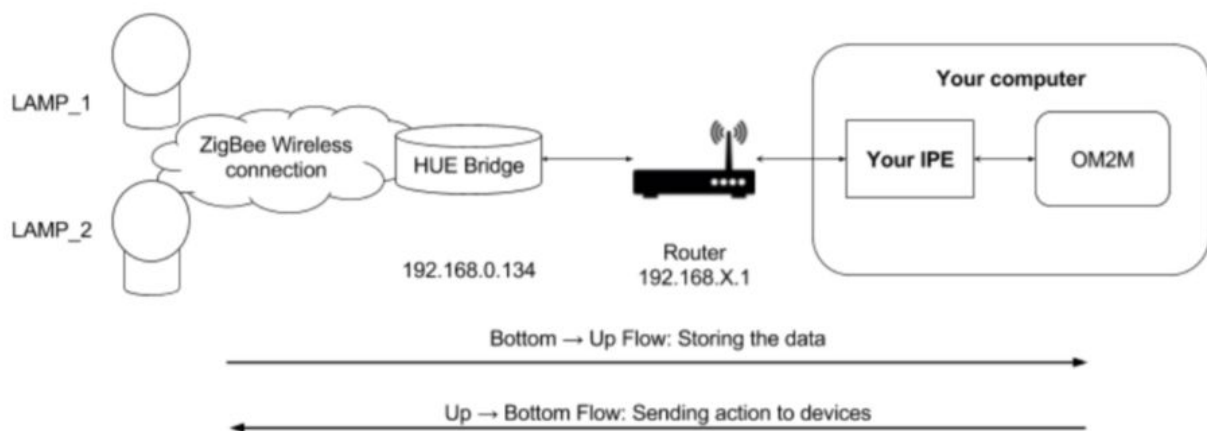 LAMP_1
LAMP_2
ZigBee Wireless
connection
HUE Bridge
192.168.0.134
Router
192.168.X.1
Your computer
Your IPE
OM2M
Bottom → Up Flow: Storing the data
Up → Bottom Flow: Sending action to devices